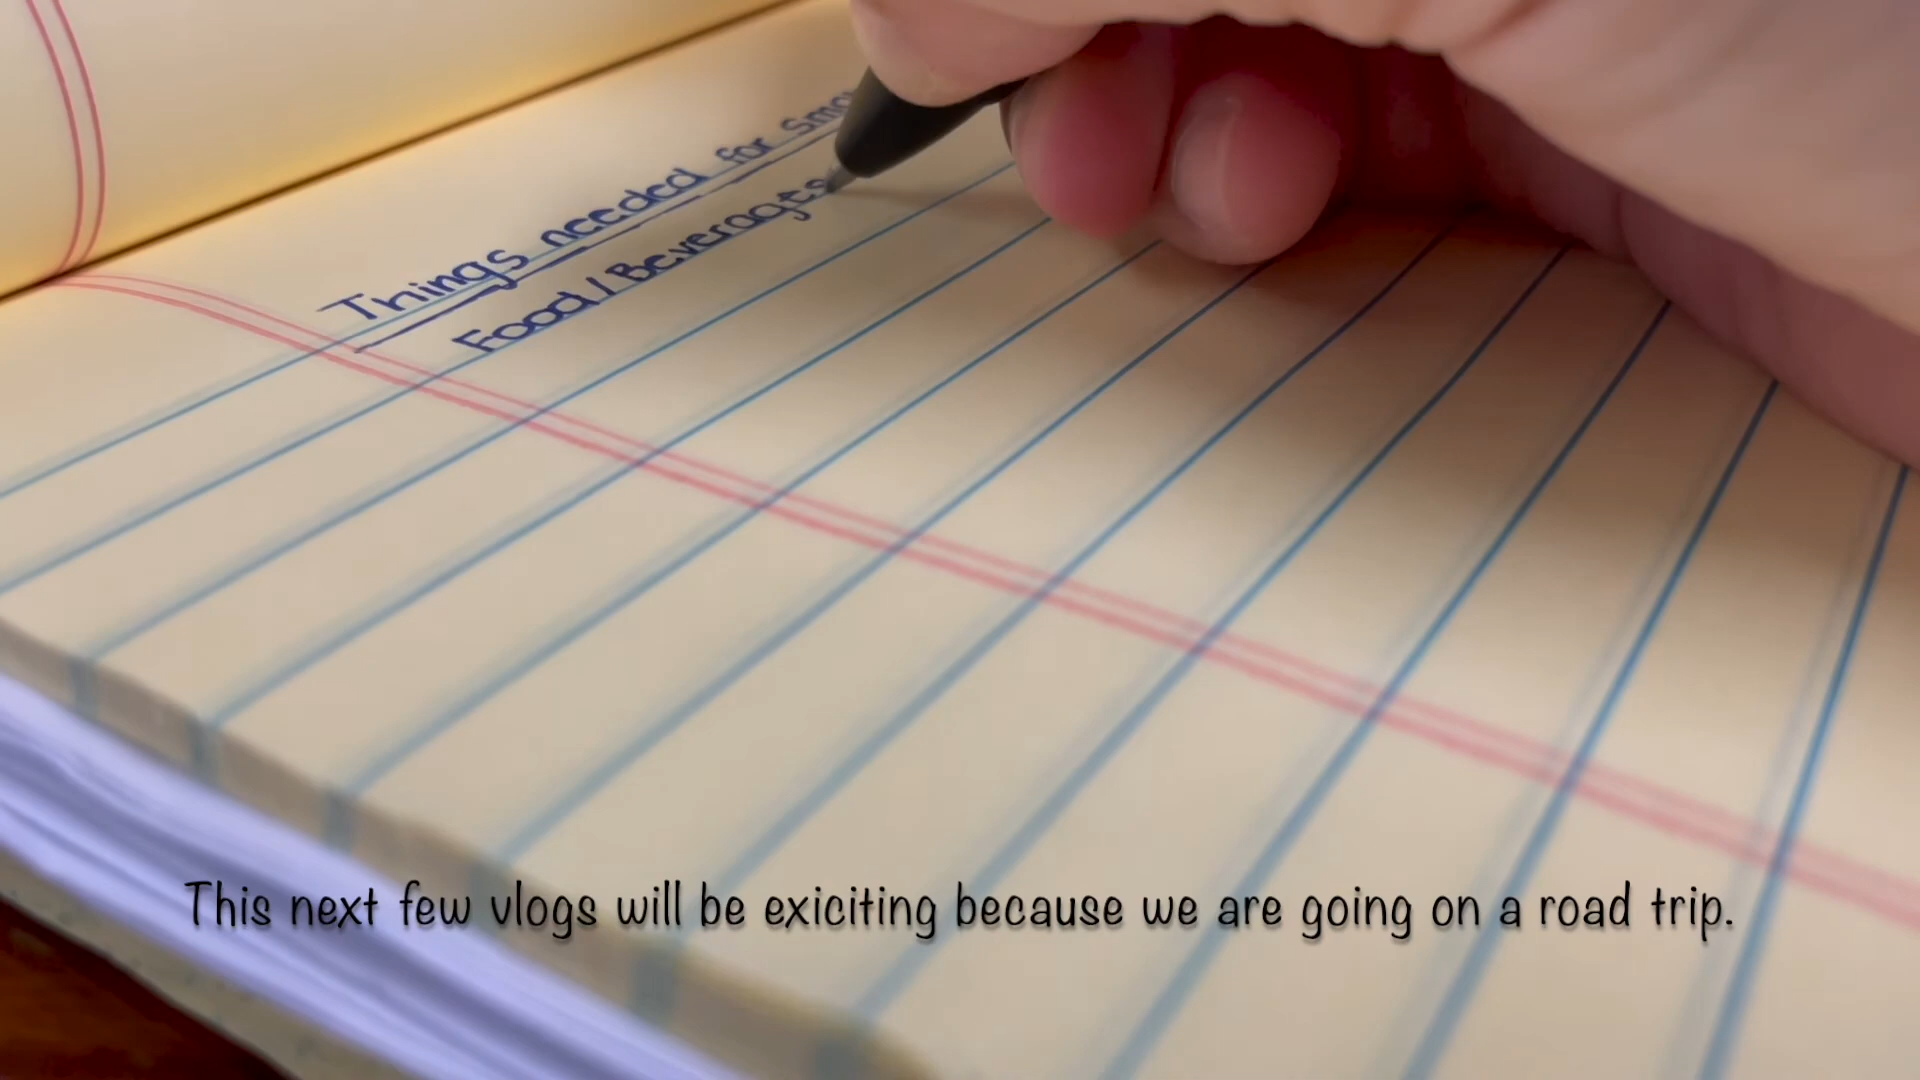 Things needed for
Food / Beverages
This next few vlogs will be exiciting because we are going on a road trip.